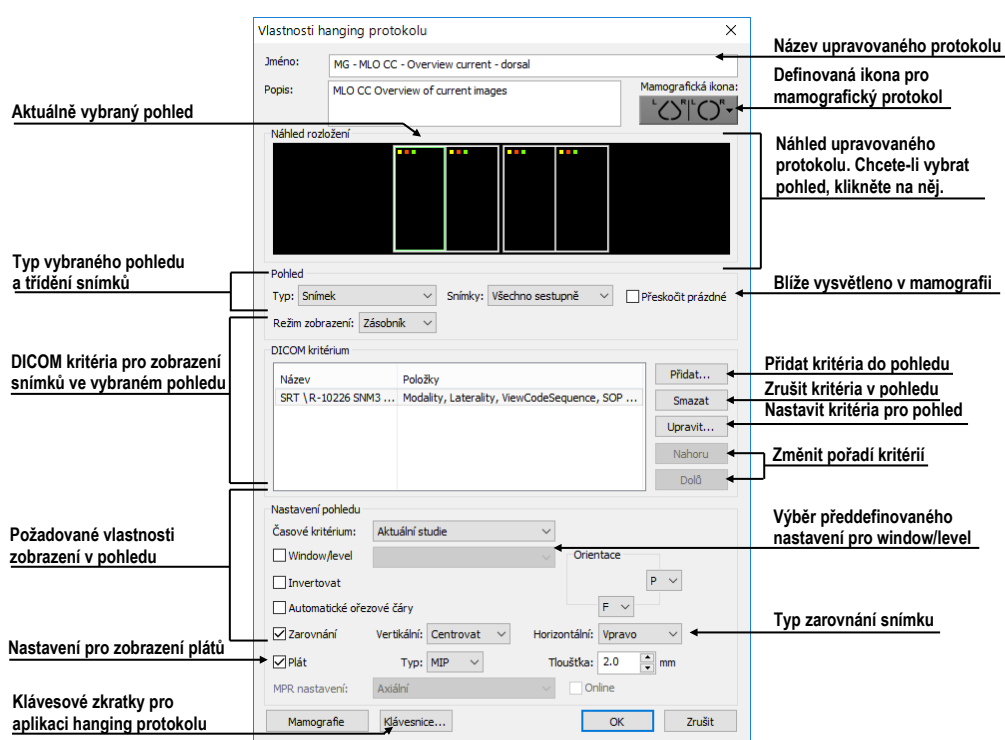 Vlastnosti hanging protokolu
Jméno:
MG - MLO CC - Overview current - dorsal
Název upravovaného protokolu
Popis:
MLO CC Overview of current images
Mamografická ikona:
L R L R
Definovaná ikona pro
mamografický protokol
Aktuálně vybraný pohled
Náhled rozložení
Náhled upravovaného
protokolu. Chcete-li vybrat
pohled, klikněte na něj.
Typ vybraného pohledu
a třídění snímků
Pohled
Typ: Snímek Snímky: Všechno sestupně Přeskočit prázdné
Blíže vysvětleno v mamografii
Režim zobrazení: Zásobník
DICOM kritéria pro zobrazení
snímků ve vybraném pohledu
DICOM kritérium
Název Položky
SRT \ R-10226 SNM3 ... Modality, Laterality, ViewCodeSequence, SOP ...
Přidat...
Smazat
Upravit...
Nahoru
Dolů
Přidat kritéria do pohledu
Zrušit kritéria v pohledu
Nastavit kritéria pro pohled
Změnit pořadí kritérií
Požadované vlastnosti
zobrazení v pohledu
Nastavení pohledu
Časové kritérium: Aktuální studie
Window/level
Orientace
P
F
Výběr předdefinovaného
nastavení pro window/level
Invertovat
Automatické ořezové čáry
Zarovnání Vertikální: Centrovat Horizontální: Vpravo
Typ zarovnání snímku
Nastavení pro zobrazení plátů
Plát Typ: MIP Tloušťka: 2.0 mm
MPR nastavení: Axiální Online
Klávesové zkratky pro
aplikaci hanging protokolu
Mamografie Klávesnice... OK Zrušit